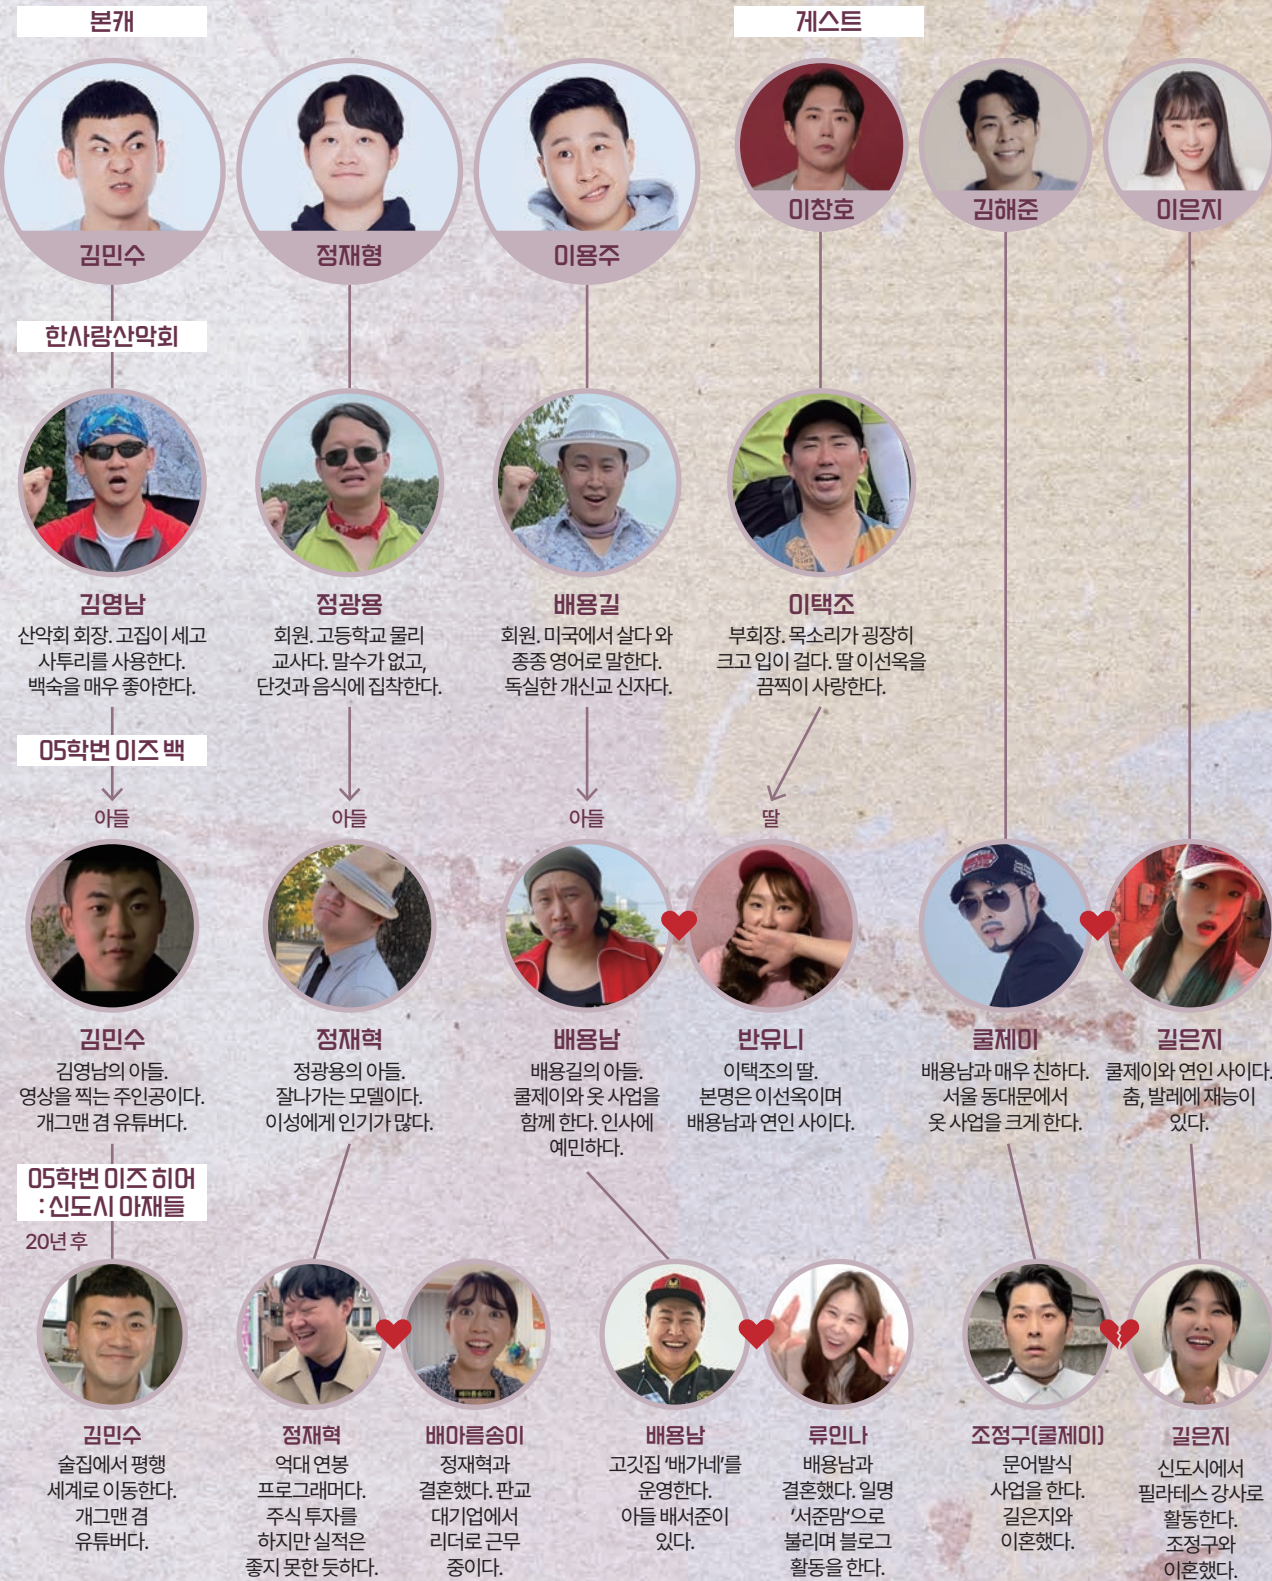 본캐
게스트
김민수
정재형
이용주
이창호
김해준
이은지
한사랑산악회
김영남
산악회 회장. 고집이 세고
사투리를 사용한다.
백숙을 매우 좋아한다.
정광용
회원. 고등학교 물리
교사다. 말수가 없고,
단것과 음식에 집착한다.
배용길
회원. 미국에서 살다 와
종종 영어로 말한다.
독실한 개신교 신자다.
이택조
부회장. 목소리가 굉장히
크고 입이 걸다. 딸 이선옥을
끔찍이 사랑한다.
05학번 이즈 백
아들
아들
아들
딸
김민수
김영남의 아들.
영상을 찍는 주인공이다.
개그맨 겸 유튜버다.
정재혁
정광용의 아들.
잘나가는 모델이다.
이성에게 인기가 많다.
배용남
배용길의 아들.
쿨제이와 옷 사업을
함께 한다. 인사에
예민하다.
반유니
이택조의 딸.
본명은 이선옥이며
배용남과 연인 사이다.
쿨제이
배용남과 매우 친하다.
서울 동대문에서
옷 사업을 크게 한다.
길은지
쿨제이와 연인 사이다.
춤, 발레에 재능이
있다.
05학번 이즈 히어
: 신도시 아재들
20년 후
배아름송이?
김민수
술집에서 평행
세계로 이동한다.
개그맨 겸
유튜버다.
정재혁
억대 연봉
프로그래머다.
주식 투자를
하지만 실적은
좋지 못한 듯하다.
배아름송이
정재혁과
결혼했다. 판교
대기업에서
리더로 근무
중이다.
배용남
고깃집 ‘배가네’를
운영한다.
아들 배서준이
있다.
류인나
배용남과
결혼했다. 일명
‘서준맘’으로
불리며 블로그
활동을 한다.
조정구(쿨제이)
문어발식
사업을 한다.
길은지와
이혼했다.
길은지
신도시에서
필라테스 강사로
활동한다.
조정구와
이혼했다.